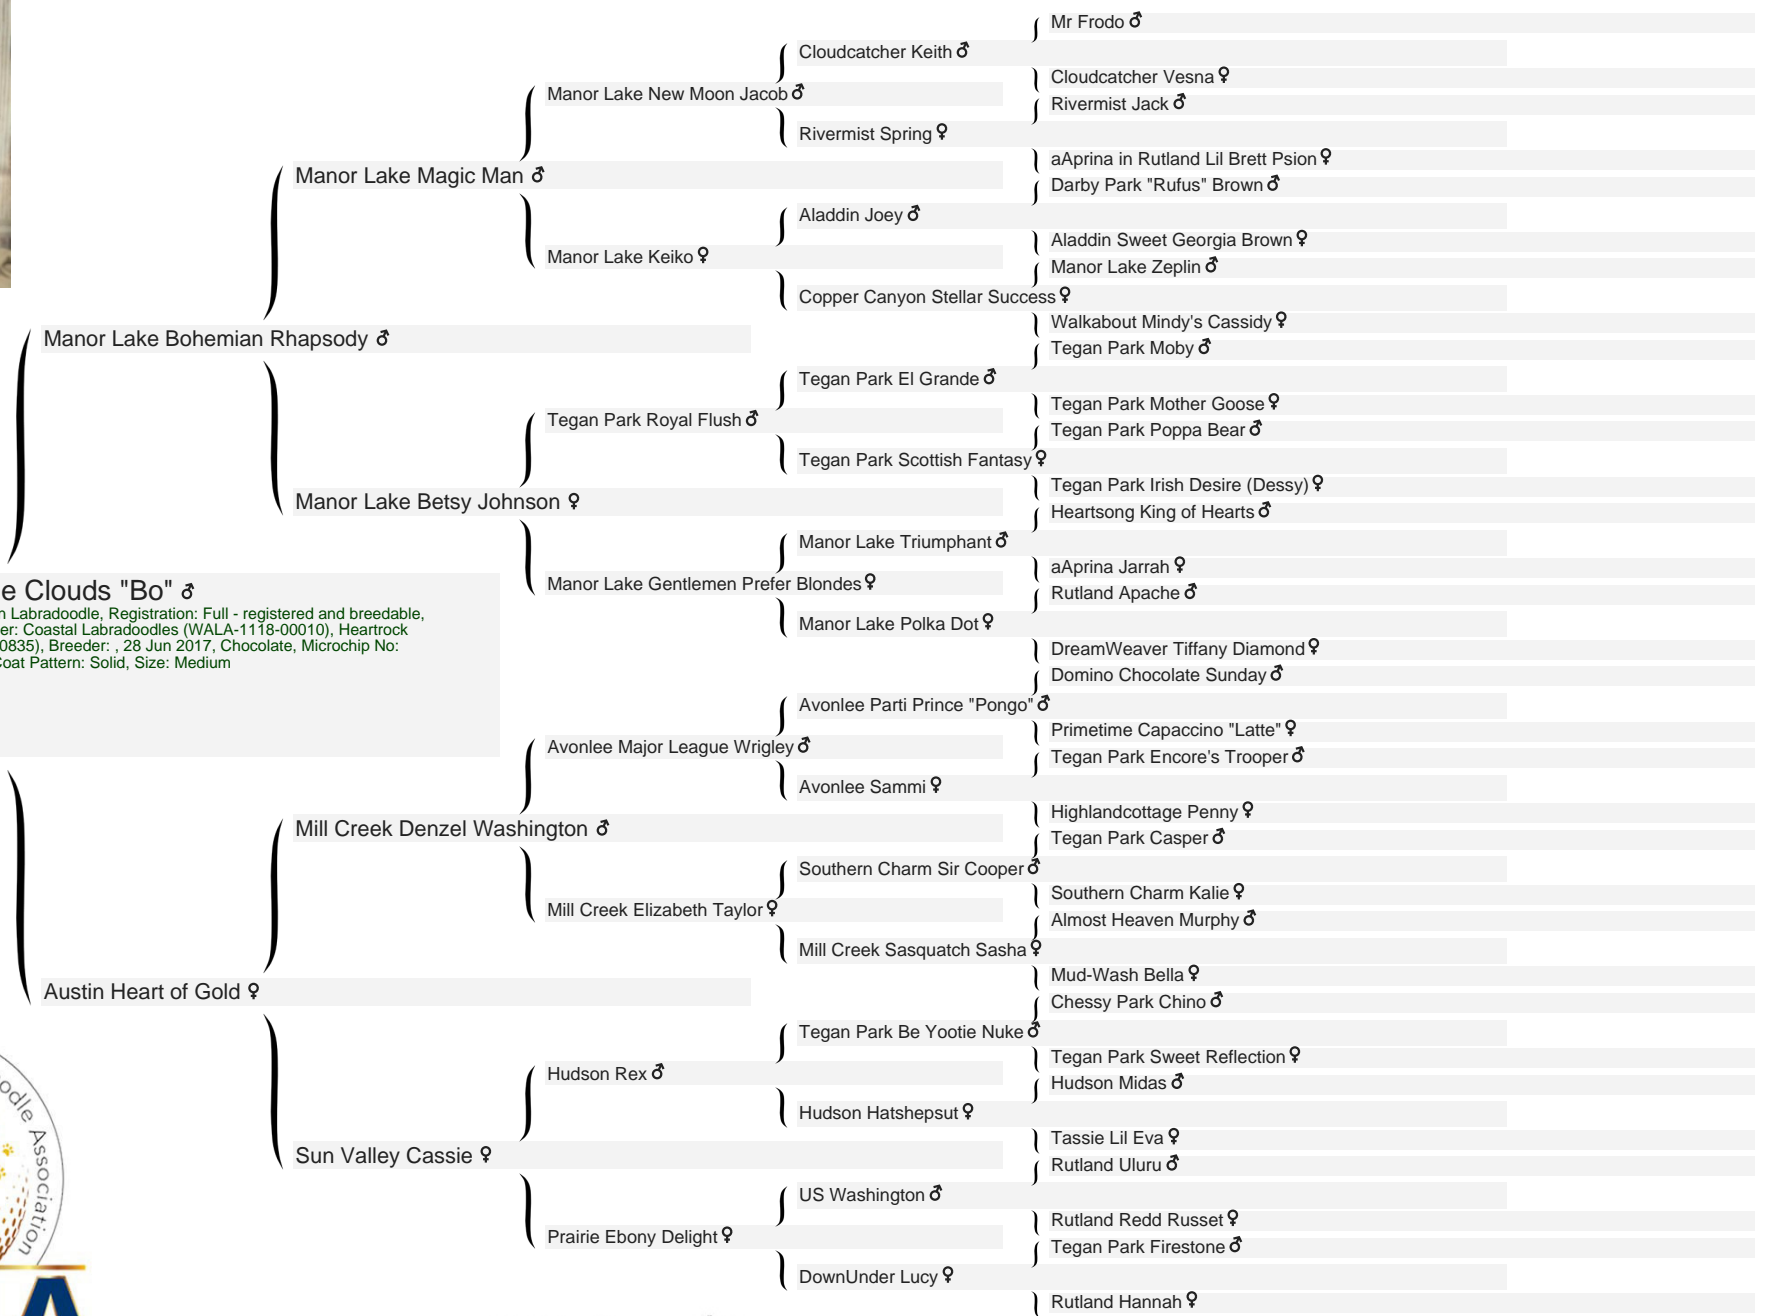 Mr Frodo ♂
Cloudcatcher Keith ♂
Cloudcatcher Vesna ♀
Manor Lake New Moon Jacob ♂
Rivermist Jack ♂
Rivermist Spring ♀
aAprina in Rutland Lil Brett Psion ♀
Manor Lake Magic Man ♂
Darby Park "Rufus" Brown ♂
Aladdin Joey ♂
Aladdin Sweet Georgia Brown ♀
Manor Lake Keiko ♀
Manor Lake Zeplin ♂
Copper Canyon Stellar Success ♀
Walkabout Mindy's Cassidy ♀
Manor Lake Bohemian Rhapsody ♂
Tegan Park Moby ♂
Tegan Park El Grande ♂
Tegan Park Mother Goose ♀
Tegan Park Royal Flush ♂
Tegan Park Poppa Bear ♂
Tegan Park Scottish Fantasy ♀
Tegan Park Irish Desire (Dessy) ♀
Manor Lake Betsy Johnson ♀
Heartsong King of Hearts ♂
Manor Lake Triumphant ♂
aAprina Jarrah ♀
Manor Lake Gentlemen Prefer Blondes ♀
Rutland Apache ♂
Manor Lake Polka Dot ♀
DreamWeaver Tiffany Diamond ♀
e Clouds "Bo" ♂
n Labradoodle, Registration: Full - registered and breedable,
er: Coastal Labradoodles (WALA-1118-00010), Heartrock
0835), Breeder: , 28 Jun 2017, Chocolate, Microchip No:
Coat Pattern: Solid, Size: Medium
Domino Chocolate Sunday ♂
Avonlee Parti Prince "Pongo" ♂
Primetime Capaccino "Latte" ♀
Avonlee Major League Wrigley ♂
Tegan Park Encore's Trooper ♂
Avonlee Sammi ♀
Highlandcottage Penny ♀
Mill Creek Denzel Washington ♂
Tegan Park Casper ♂
Southern Charm Sir Cooper ♂
Southern Charm Kalie ♀
Mill Creek Elizabeth Taylor ♀
Almost Heaven Murphy ♂
Mill Creek Sasquatch Sasha ♀
Mud-Wash Bella ♀
Austin Heart of Gold ♀
Chessy Park Chino ♂
Tegan Park Be Yootie Nuke ♂
Tegan Park Sweet Reflection ♀
Hudson Rex ♂
Hudson Midas ♂
Hudson Hatshepsut ♀
Tassie Lil Eva ♀
Sun Valley Cassie ♀
Rutland Uluru ♂
US Washington ♂
Rutland Redd Russet ♀
Prairie Ebony Delight ♀
Tegan Park Firestone ♂
DownUnder Lucy ♀
Rutland Hannah ♀
oodle Association
A